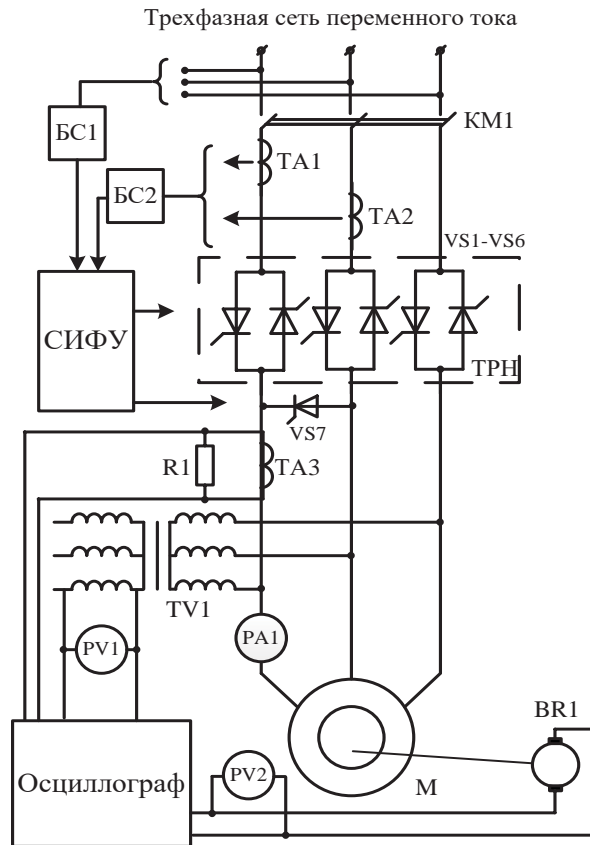 Трехфазная сеть переменного тока
КМ1
БС1
ТА1
БС2
ТА2
VS1-VS6
СИФУ
ТРН
VS7
R1
ТА3
TV1
PA1
PV1
BR1
Осциллограф
PV2
М